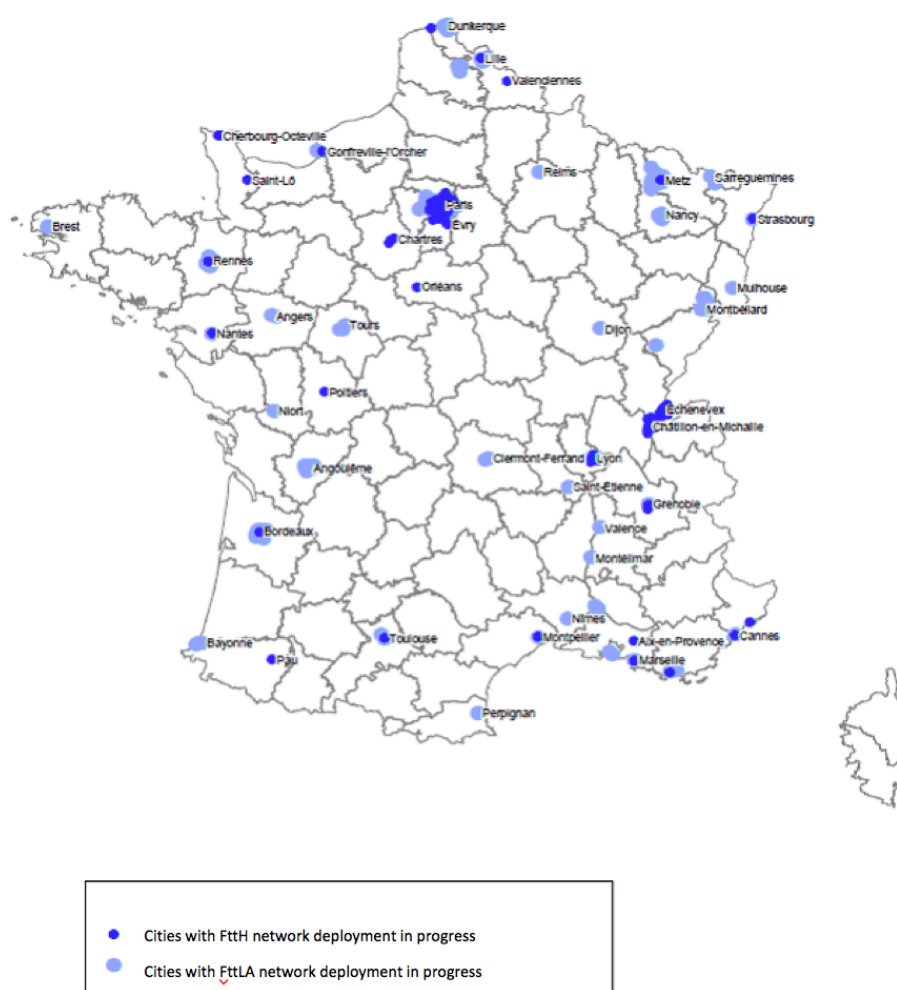 Dunkerque
Lille
Valenciennes
Cherbourg-Octeville
Gonfreville-l'Orcher
Reims
Saint-Lô
Metz
Sarreguemines
Paris
Nancy
Strasbourg
Evry
Brest
Chartres
Rennes
Orléans
Mulhouse
Montbéliard
Angers
Tours
Dijon
Nantes
Poitiers
Niort
Echenevex
Châtillon-en-Michaille
Clermont-Ferrand
Lyon
Angoulême
Saint-Etienne
Grenoble
Valence
Bordeaux
Montélimar
Nîmes
Montpellier
Cannes
Toulouse
Aix-en-Provence
Bayonne
Pau
Marseille
Perpignan
Cities with FttH network deployment in progress
Cities with FttLA network deployment in progress